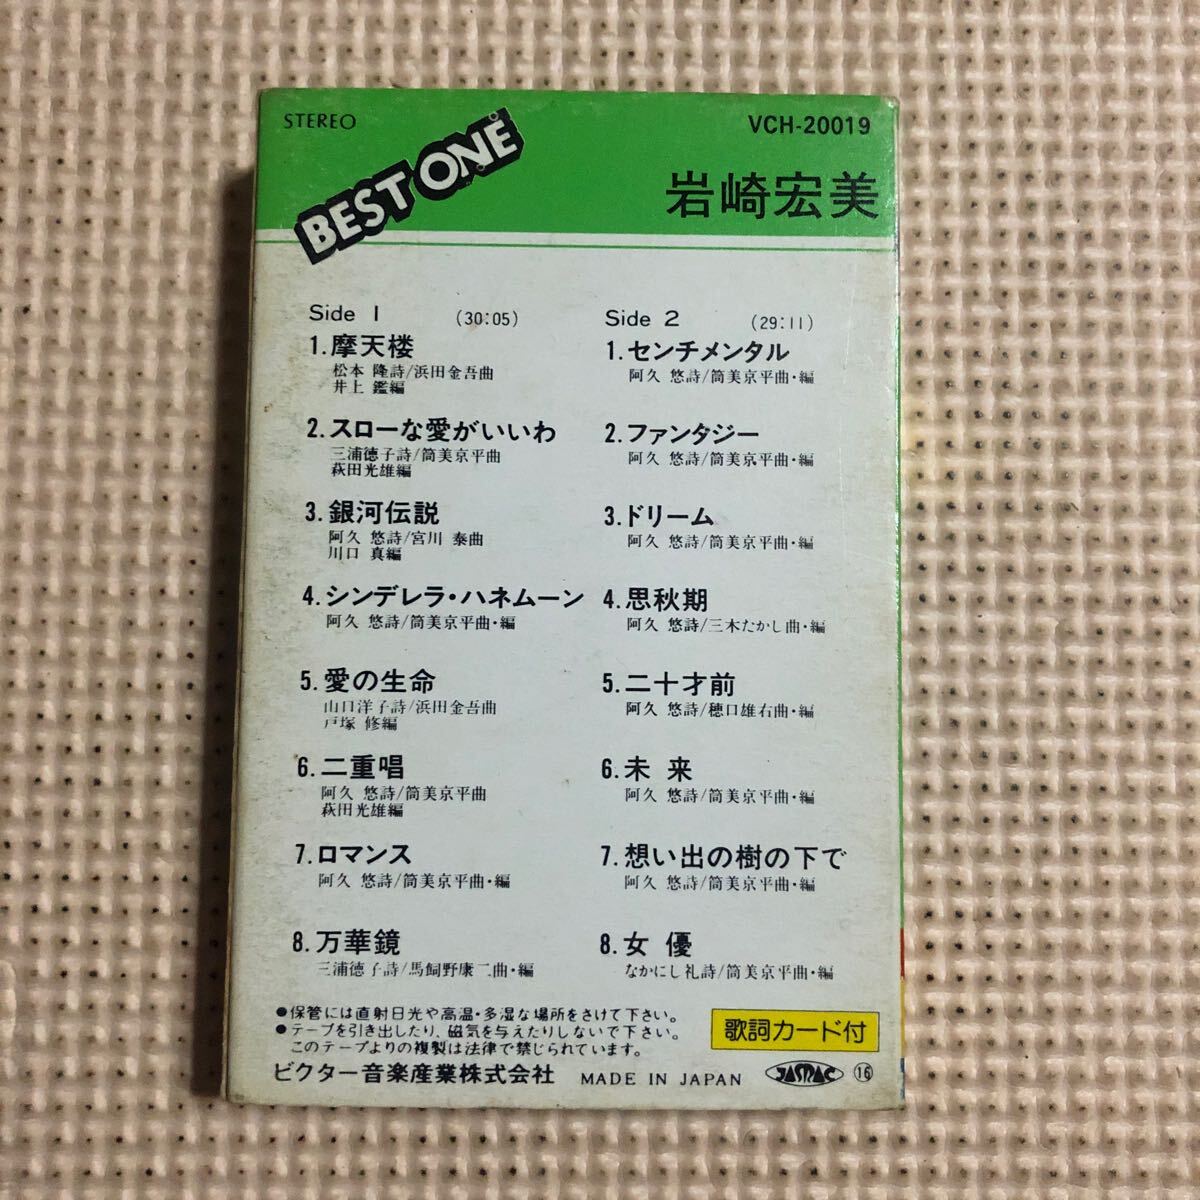 STEREO
VCH-20019
BEST ONE
岩崎宏美
Side 1 (30:05)
1.摩天楼
松本 隆詩/浜田金吾曲
井上 鑑編
2.スローな愛がいいわ
三浦徳子詩/筒美京平曲
萩田光雄編
3.銀河伝説
阿久 悠詩/宮川 泰曲
川口 真編
4.シンデレラ・ハネムーン
阿久 悠詩/筒美京平曲・編
5.愛の生命
山口洋子詩/浜田金吾曲
戸塚 修編
6.二重唱
阿久 悠詩/筒美京平曲
萩田光雄編
7.ロマンス
阿久 悠詩/筒美京平曲・編
8.万華鏡
三浦徳子詩/馬飼野康二曲・編
Side 2 (29:11)
1.センチメンタル
阿久 悠詩/筒美京平曲・編
2.ファンタジー
阿久 悠詩/筒美京平曲・編
3.ドリーム
阿久 悠詩/筒美京平曲・編
4.思秋期
阿久 悠詩/三木たかし曲・編
5.二十才前
阿久 悠詩/穂口雄右曲・編
6.未来
阿久 悠詩/筒美京平曲・編
7.想い出の樹の下で
阿久 悠詩/筒美京平曲・編
8.女優
なかにし礼詩/筒美京平曲・編
●保管には直射日光や高温・多湿な場所をさけて下さい。
●テープを引き出したり、磁気を与えたりしないで下さい。
このテープよりの複製は法律で禁じられています。
歌詞カード付
ビクター音楽産業株式会社 MADE IN JAPAN JASRAC ⑯